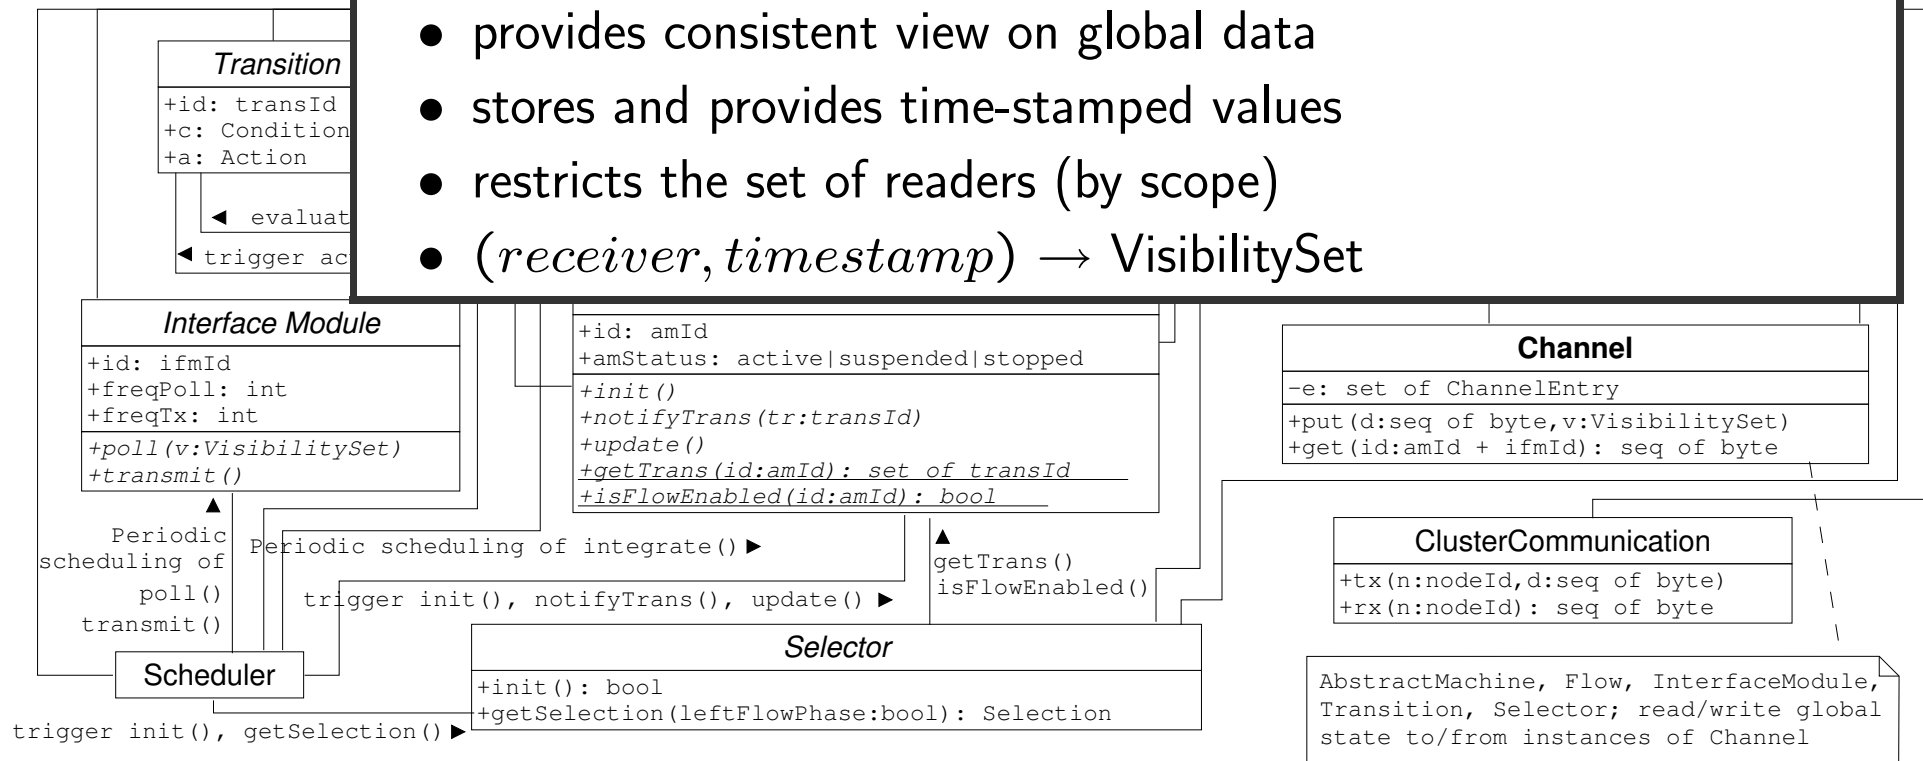 • provides consistent view on global data
• stores and provides time-stamped values
• restricts the set of readers (by scope)
• (receiver, timestamp) → VisibilitySet
Transition
+id: transId
+c: Condition
+a: Action
◄ evaluat
◄ trigger ac
Interface Module
+id: ifmId
+freqPoll: int
+freqTx: int
+poll(v:VisibilitySet)
+transmit()
+id: amId
+amStatus: active|suspended|stopped
+init()
+notifyTrans(tr:transId)
+update()
+getTrans(id:amId): set of transId
+isFlowEnabled(id:amId): bool
Channel
−e: set of ChannelEntry
+put(d:seq of byte,v:VisibilitySet)
+get(id:amId + ifmId): seq of byte
▲
Periodic
scheduling of
poll()
transmit()
Periodic scheduling of integrate() ►
▲
getTrans()
isFlowEnabled()
trigger init(), notifyTrans(), update() ►
ClusterCommunication
+tx(n:nodeId,d:seq of byte)
+rx(n:nodeId): seq of byte
Scheduler
Selector
+init(): bool
+getSelection(leftFlowPhase:bool): Selection
trigger init(), getSelection() ►
AbstractMachine, Flow, InterfaceModule,
Transition, Selector; read/write global
state to/from instances of Channel